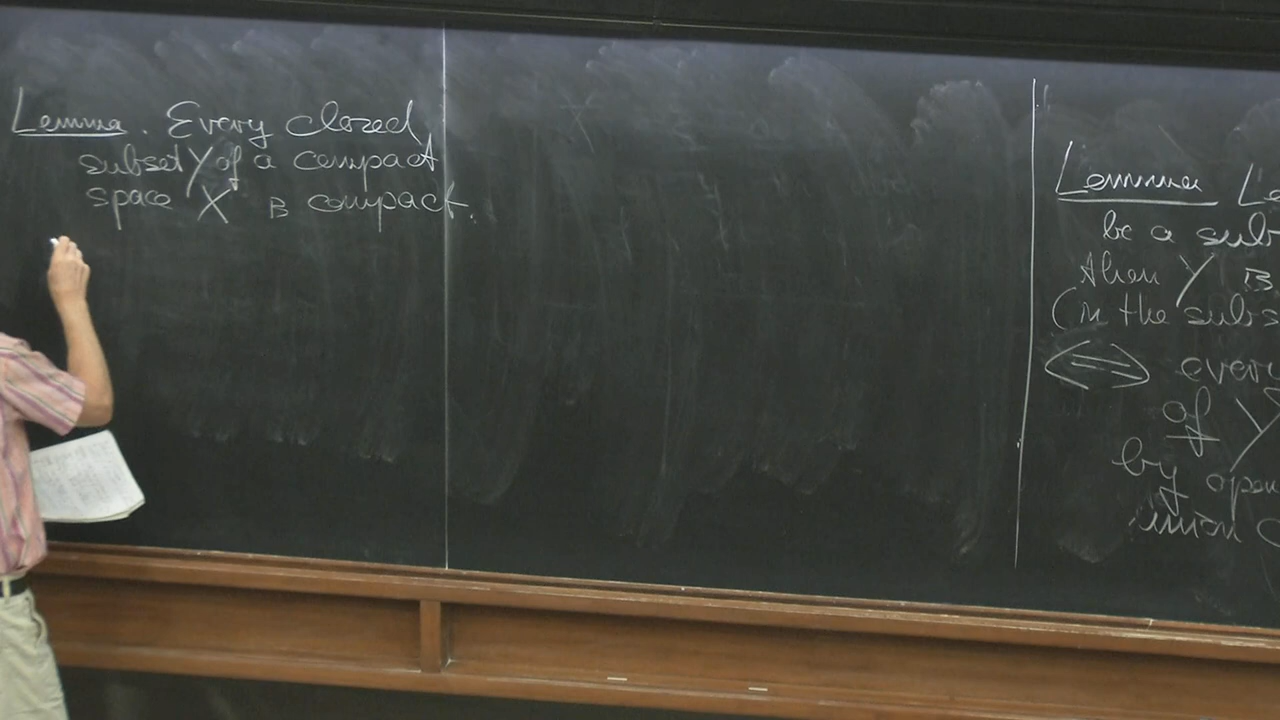 Lemma. Every closed
subset Y of a compact
space X is compact.
Lemma Le
be a sub
then Y is
(in the subs
⟺ every
of Y
by open
union